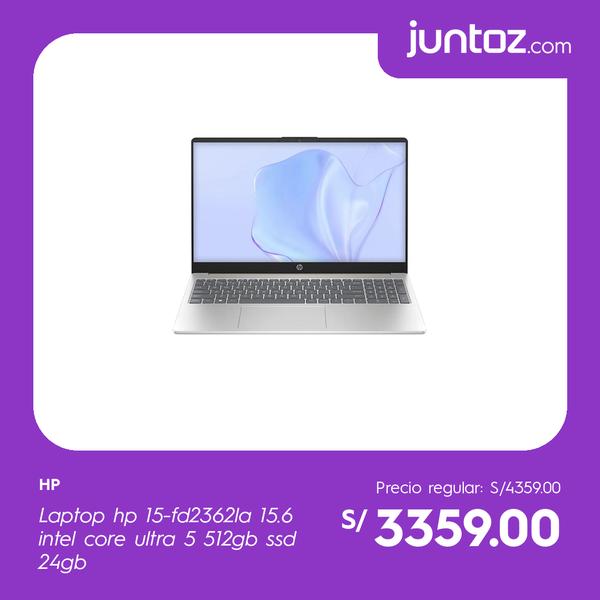 juntoz.com
hp
HP
Laptop hp 15-fd2362la 15.6
intel core ultra 5 512gb ssd
24gb
Precio regular: S/4359.00
S/ 3359.00